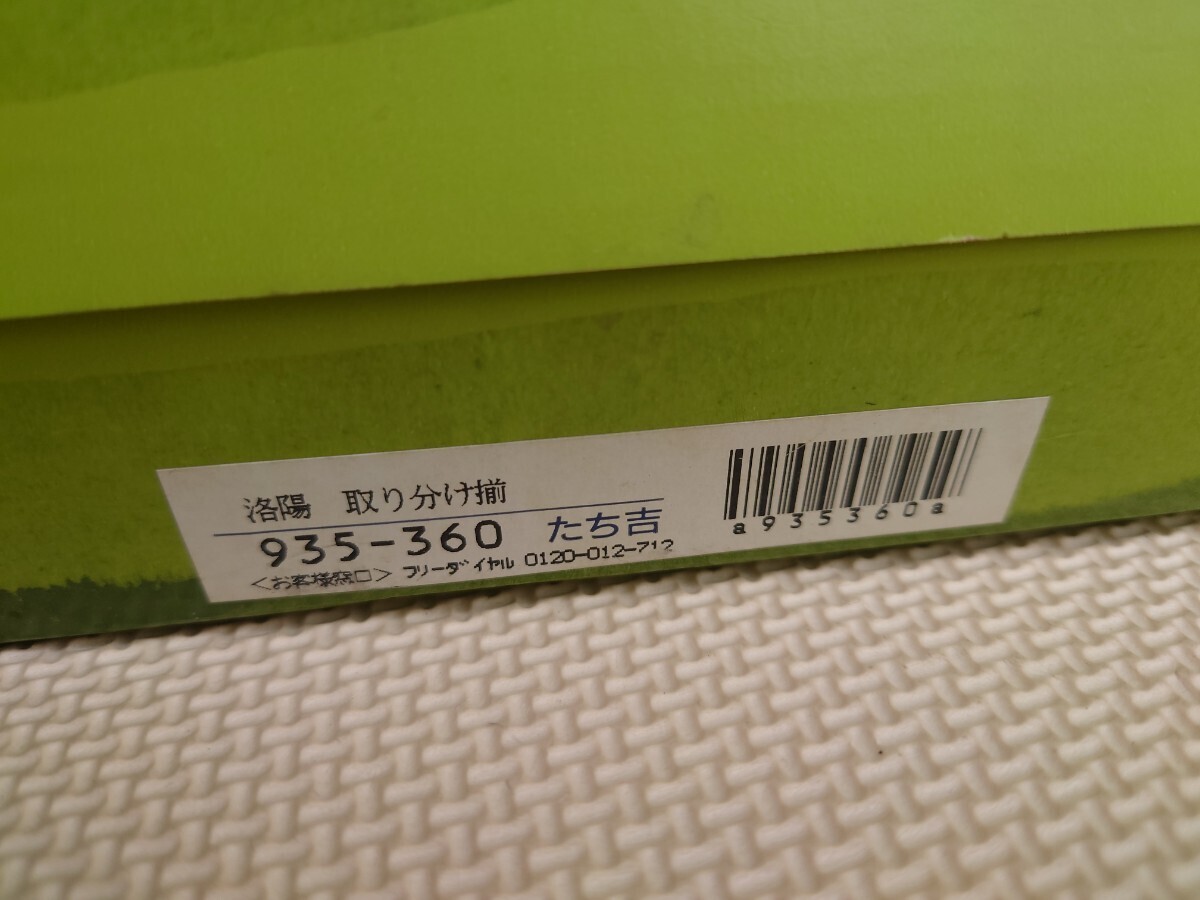 洛陽 取り分け揃
935-360 たち吉
<お客様窓口> フリーダイヤル 0120-012-712
a935360a